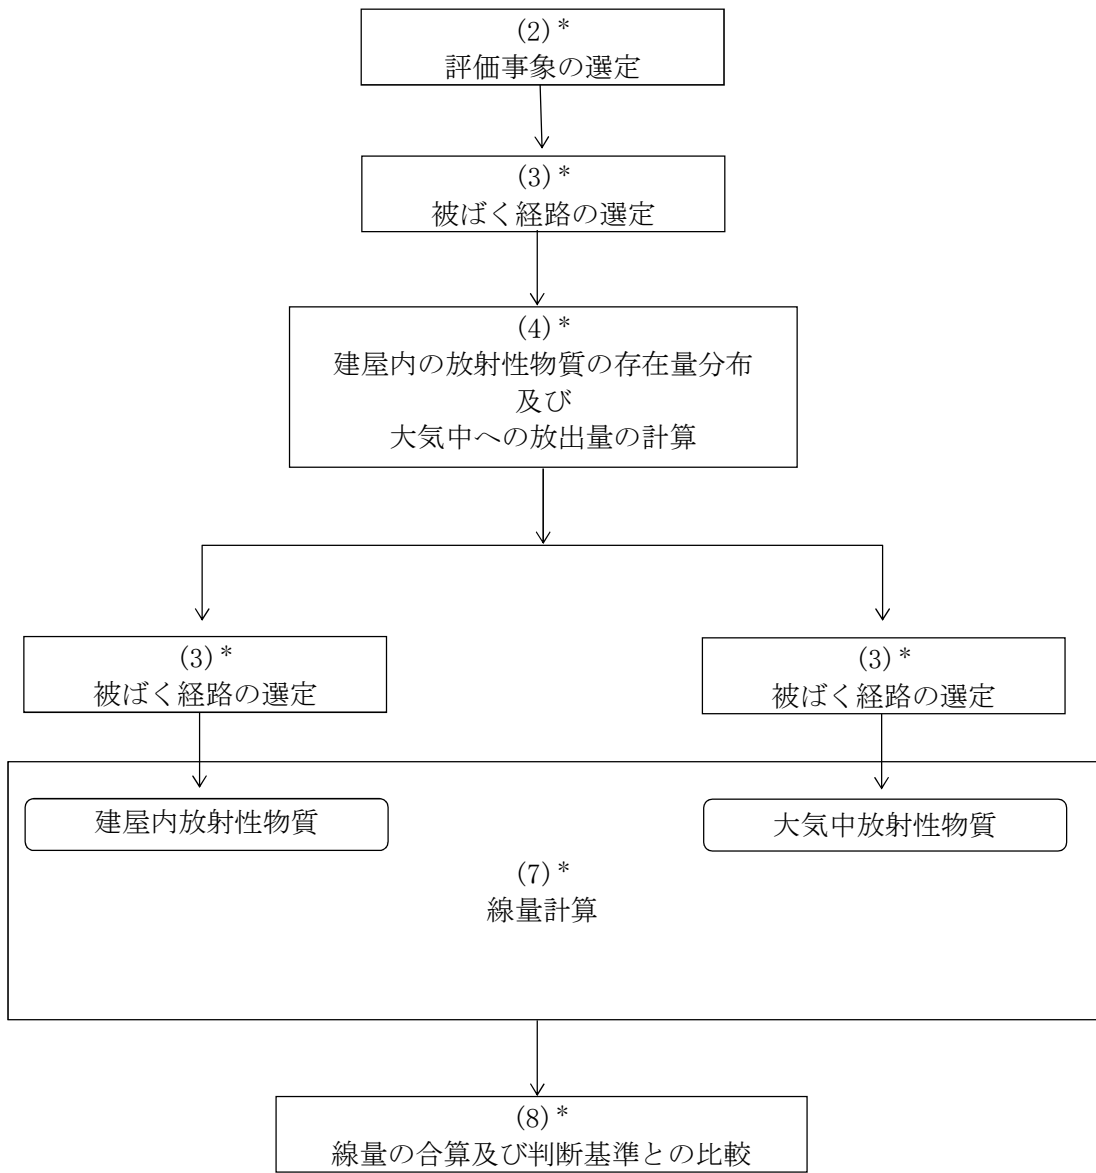 (2)*
評価事象の選定
(3)*
被ばく経路の選定
(4)*
建屋内の放射性物質の存在量分布
及び
大気中への放出量の計算
(3)*
被ばく経路の選定
(3)*
被ばく経路の選定
建屋内放射性物質
大気中放射性物質
(7)*
線量計算
(8)*
線量の合算及び判断基準との比較